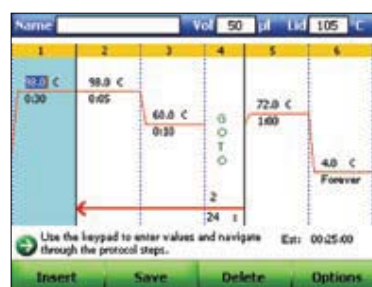 Name Vol 50 µl Lid 105 °C
1 2 3 4 5 6
98.0 C 98.0 C
0:30 0:05
60.0 C
0:30
GOTO
72.0 C
1:00
4.0 C
Forever
2
24 x
Use the keypad to enter values and navigate through the protocol steps.
Est: 00:25:00
Insert Save Delete Options